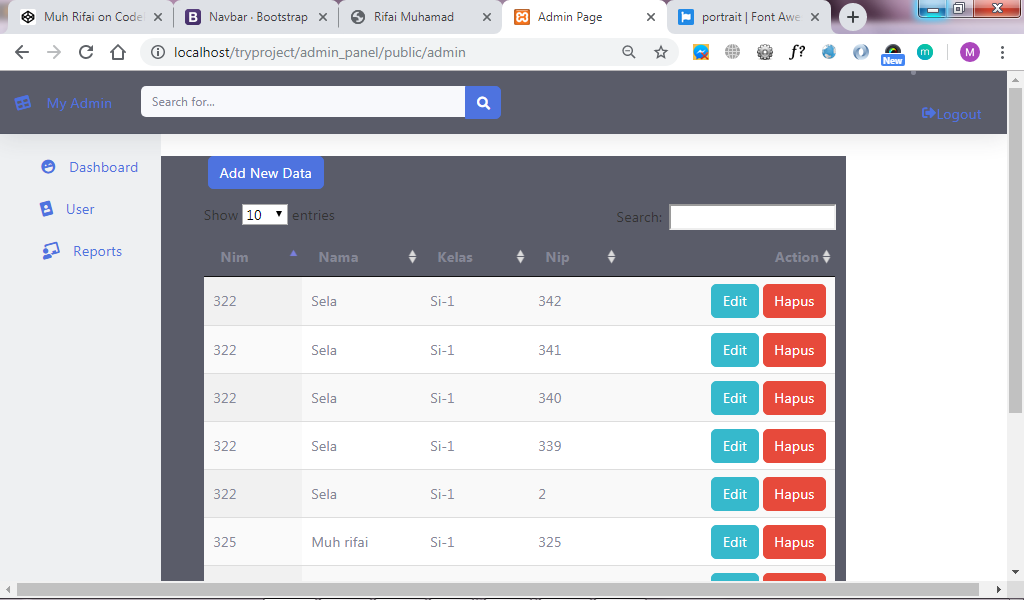 Muh Rifai on Code
Navbar · Bootstrap
Rifai Muhamad
Admin Page
portrait | Font Awe
localhost/tryproject/admin_panel/public/admin
f?
New
m
M
My Admin
Search for...
Logout
Dashboard
User
Reports
Add New Data
Show 10 entries
Search:
Nim Nama Kelas Nip Action
322 Sela Si-1 342 Edit Hapus
322 Sela Si-1 341 Edit Hapus
322 Sela Si-1 340 Edit Hapus
322 Sela Si-1 339 Edit Hapus
322 Sela Si-1 2 Edit Hapus
325 Muh rifai Si-1 325 Edit Hapus